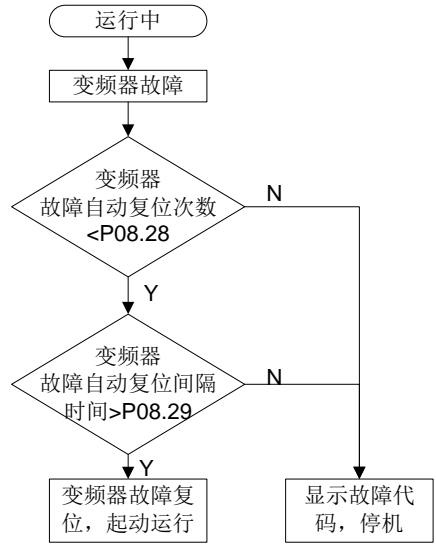 运行中
变频器故障
变频器
故障自动复位次数
<P08.28
N
Y
变频器
故障自动复位间隔
时间>P08.29
N
Y
变频器故障复
位，起动运行
显示故障代
码，停机